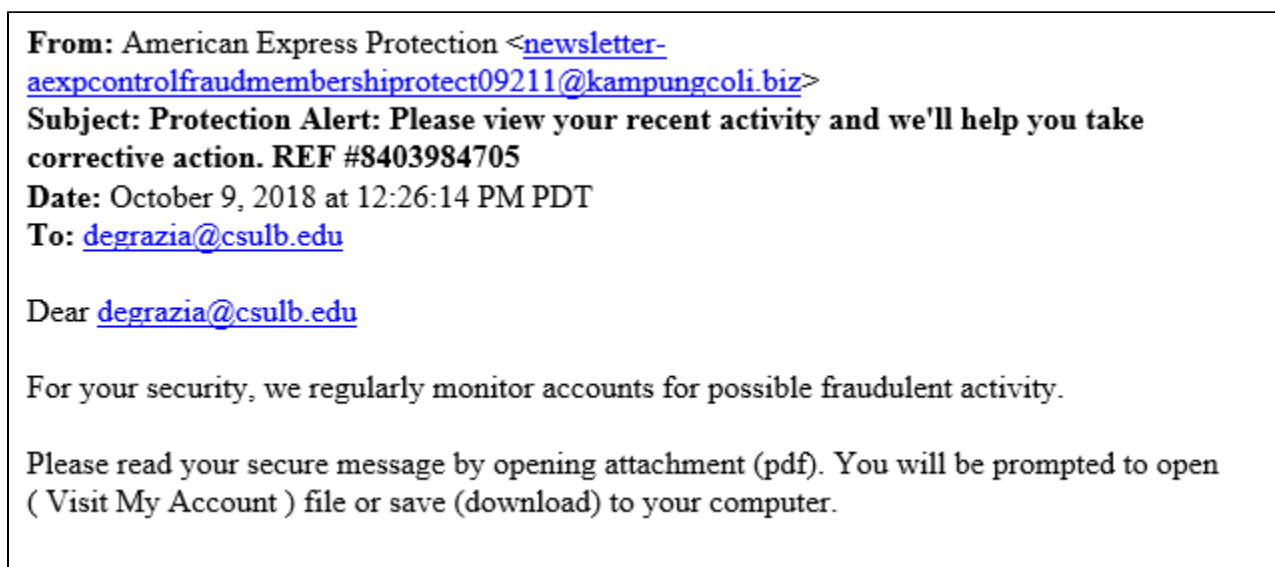 From: American Express Protection <newsletter-
aexpcontrolfraudmembershiprotect09211@kampungcoli.biz>
Subject: Protection Alert: Please view your recent activity and we'll help you take
corrective action. REF #8403984705
Date: October 9, 2018 at 12:26:14 PM PDT
To: degrazia@csulb.edu
Dear degrazia@csulb.edu
For your security, we regularly monitor accounts for possible fraudulent activity.
Please read your secure message by opening attachment (pdf). You will be prompted to open
( Visit My Account ) file or save (download) to your computer.